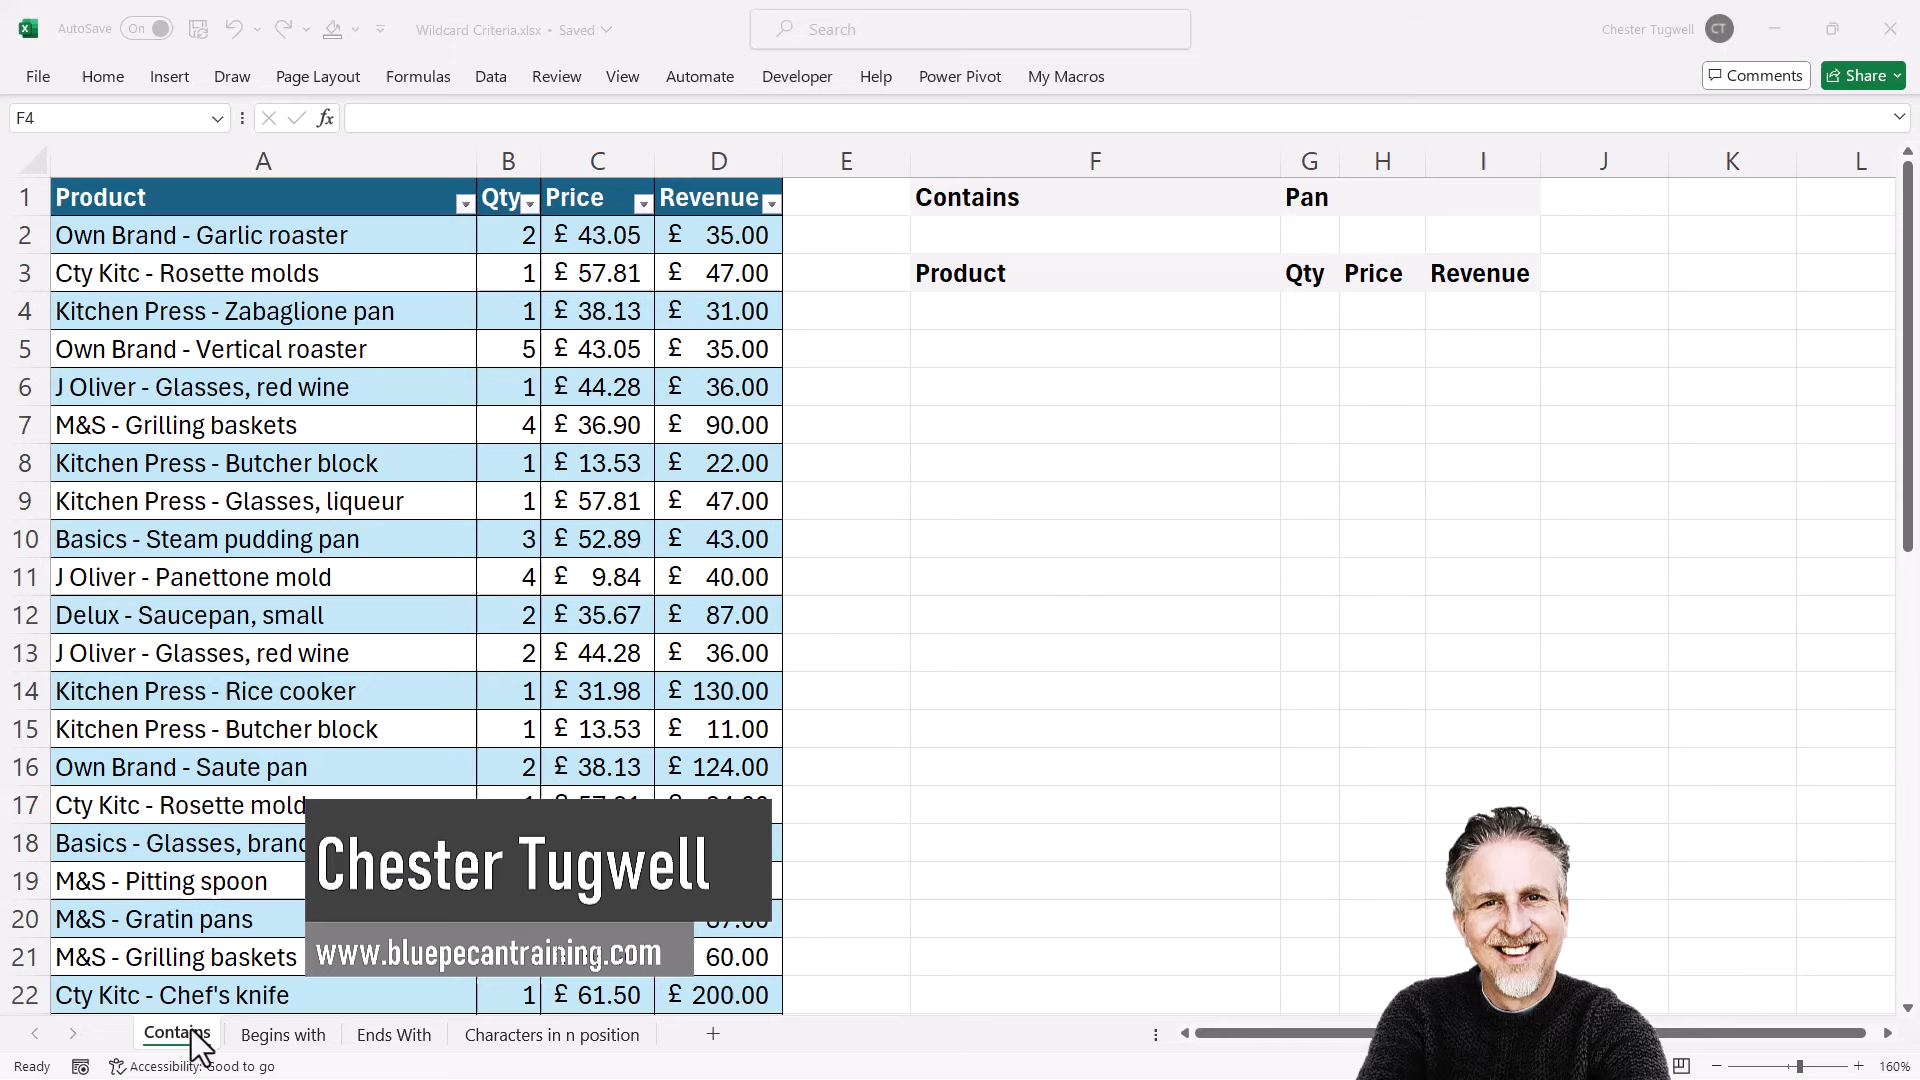 AutoSave On Wildcard Criteria.xlsx • Saved Search Chester Tugwell CT
File Home Insert Draw Page Layout Formulas Data Review View Automate Developer Help Power Pivot My Macros Comments Share
F4 fx
A B C D E F G H I J K L
1 Product Qty Price Revenue Contains Pan
2 Own Brand - Garlic roaster 2 £ 43.05 £ 35.00
3 Cty Kitc - Rosette molds 1 £ 57.81 £ 47.00 Product Qty Price Revenue
4 Kitchen Press - Zabaglione pan 1 £ 38.13 £ 31.00
5 Own Brand - Vertical roaster 5 £ 43.05 £ 35.00
6 J Oliver - Glasses, red wine 1 £ 44.28 £ 36.00
7 M&S - Grilling baskets 4 £ 36.90 £ 90.00
8 Kitchen Press - Butcher block 1 £ 13.53 £ 22.00
9 Kitchen Press - Glasses, liqueur 1 £ 57.81 £ 47.00
10 Basics - Steam pudding pan 3 £ 52.89 £ 43.00
11 J Oliver - Panettone mold 4 £ 9.84 £ 40.00
12 Delux - Saucepan, small 2 £ 35.67 £ 87.00
13 J Oliver - Glasses, red wine 2 £ 44.28 £ 36.00
14 Kitchen Press - Rice cooker 1 £ 31.98 £ 130.00
15 Kitchen Press - Butcher block 1 £ 13.53 £ 11.00
16 Own Brand - Saute pan 2 £ 38.13 £ 124.00
17 Cty Kitc - Rosette mold
18 Basics - Glasses,
Chester Tugwell
19 M&S - Pitting spoon
20 M&S - Gratin pans
21 M&S - Grilling baskets 60.00
www.bluepecantraining.com
22 Cty Kitc - Chef's knife 1 £ 61.50 £ 200.00
Contains Begins with Ends With Characters in n position
Ready Accessibility: Good to go 160%